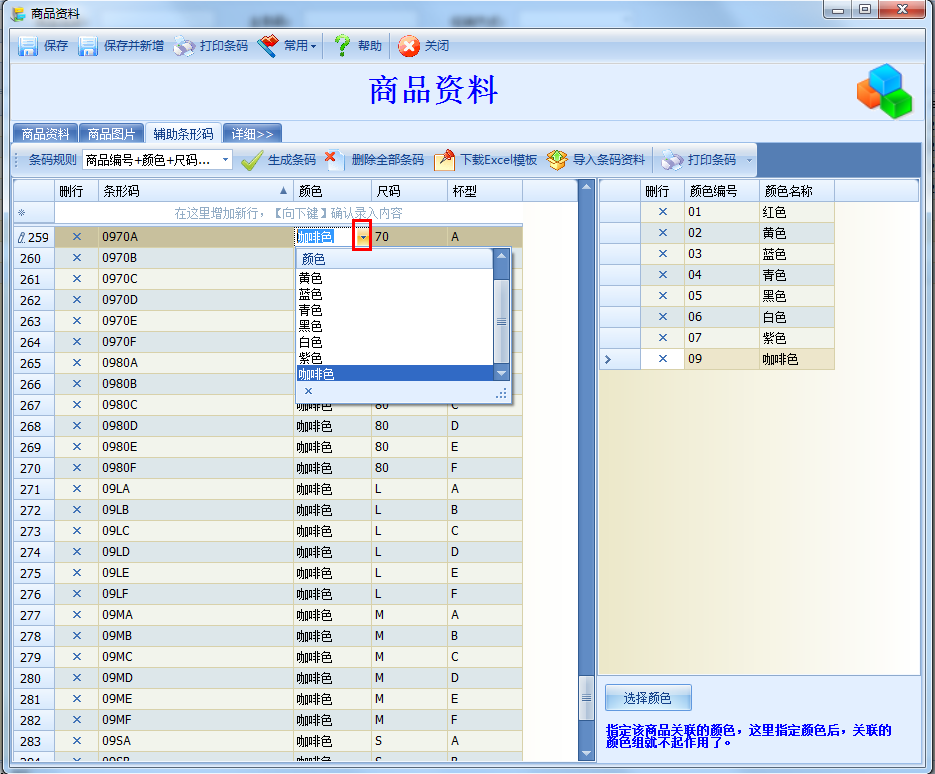 商品资料
保存 保存并新增 打印条码 常用 帮助 关闭
商品资料
商品资料 商品图片 辅助条形码 详细>>
条码规则 商品编号+颜色+尺码... 生成条码 删除全部条码 下载Excel模板 导入条码资料 打印条码
删行 条形码 颜色 尺码 杯型
在这里增加新行，【向下键】确认录入内容
259 × 0970A 咖啡色 70 A
260 × 0970B
261 × 0970C
262 × 0970D
263 × 0970E
264 × 0970F
265 × 0980A
266 × 0980B
颜色
黄色
蓝色
青色
黑色
白色
紫色
咖啡色
×
267 × 0980C 咖啡色 80 C
268 × 0980D 咖啡色 80 D
269 × 0980E 咖啡色 80 E
270 × 0980F 咖啡色 80 F
271 × 09LA 咖啡色 L A
272 × 09LB 咖啡色 L B
273 × 09LC 咖啡色 L C
274 × 09LD 咖啡色 L D
275 × 09LE 咖啡色 L E
276 × 09LF 咖啡色 L F
277 × 09MA 咖啡色 M A
278 × 09MB 咖啡色 M B
279 × 09MC 咖啡色 M C
280 × 09MD 咖啡色 M D
281 × 09ME 咖啡色 M E
282 × 09MF 咖啡色 M F
283 × 09SA 咖啡色 S A
删行 颜色编号 颜色名称
× 01 红色
× 02 黄色
× 03 蓝色
× 04 青色
× 05 黑色
× 06 白色
× 07 紫色
× 09 咖啡色
选择颜色
指定该商品关联的颜色，这里指定颜色后，关联的
颜色组就不起作用了。